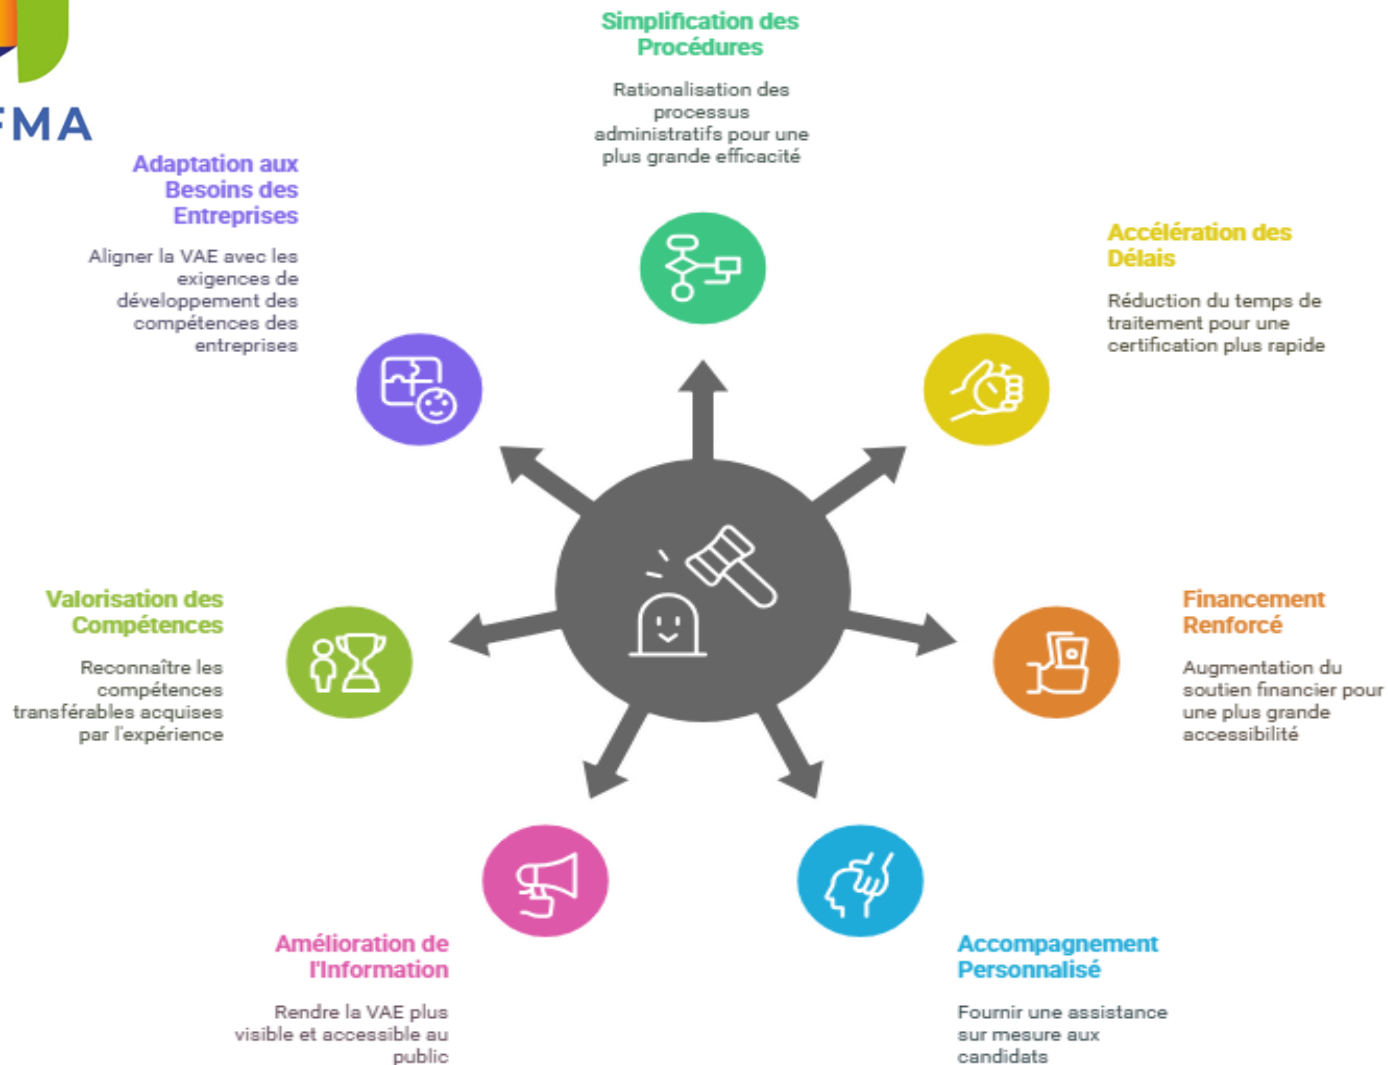 FMA
Simplification des
Procédures
Rationalisation des
processus
administratifs pour une
plus grande efficacité
Adaptation aux
Besoins des
Entreprises
Aligner la VAE avec les
exigences de
développement des
compétences des
entreprises
Accélération des
Délais
Réduction du temps de
traitement pour une
certification plus rapide
Valorisation des
Compétences
Reconnaître les
compétences
transférables acquises
par l'expérience
Financement
Renforcé
Augmentation du
soutien financier pour
une plus grande
accessibilité
Amélioration de
l'Information
Rendre la VAE plus
visible et accessible au
public
Accompagnement
Personnalisé
Fournir une assistance
sur mesure aux
candidats